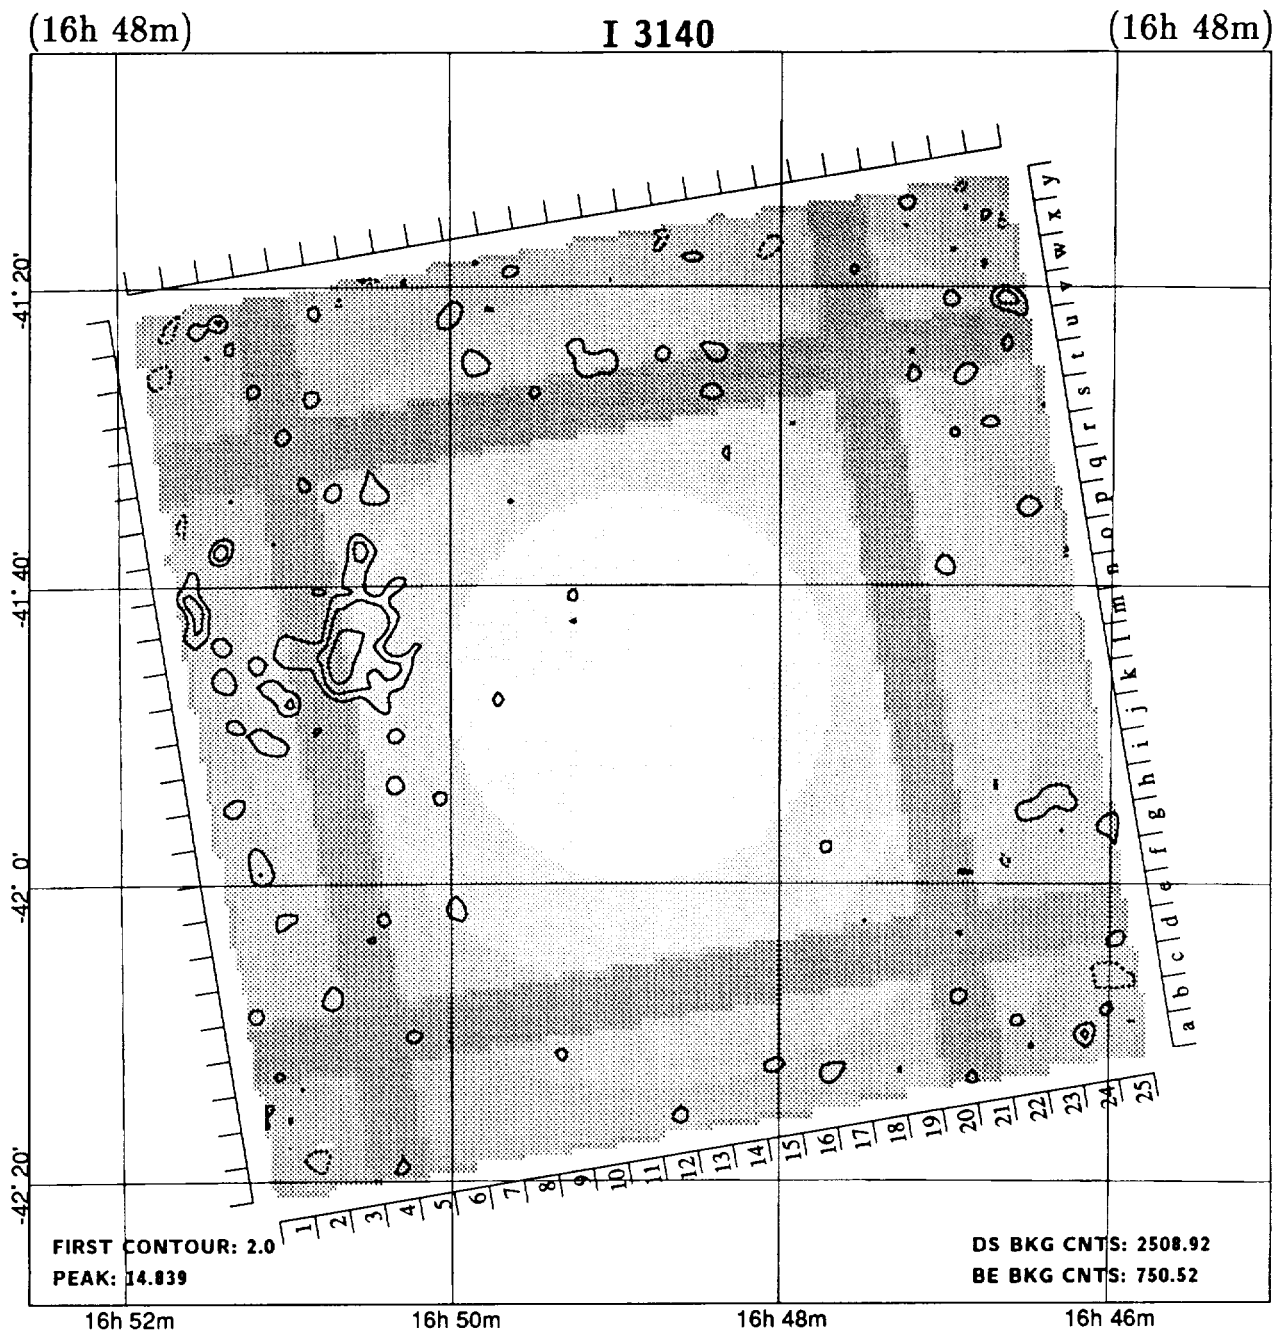 (16h 48m) I 3140 (16h 48m)
-41° 20'
-41° 40'
-42° 0'
-42° 20'
y
x
w
v
u
t
s
r
q
p
o
n
m
l
k
j
i
h
g
f
e
d
c
b
a
1 2 3 4 5 6 7 8 9 10 11 12 13 14 15 16 17 18 19 20 21 22 23 24 25
FIRST CONTOUR: 2.0 DS BKG CNTS: 2508.92
PEAK: 14.839 BE BKG CNTS: 750.52
16h 52m 16h 50m 16h 48m 16h 46m